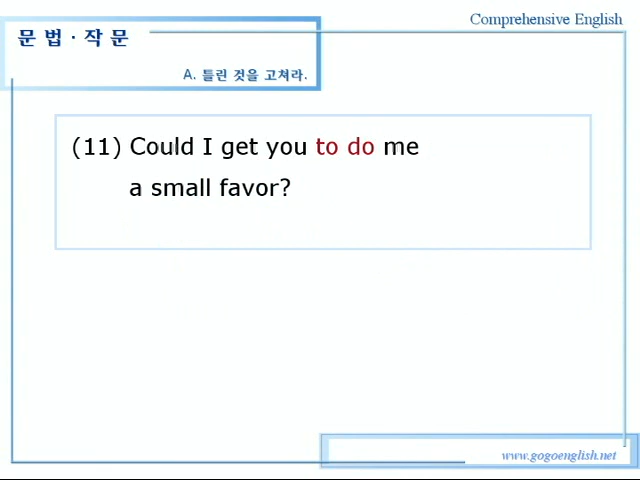 Comprehensive English
문 법 · 작 문
A. 틀린 것을 고쳐라.
(11) Could I get you to do me
a small favor?
www.gogoenglish.net